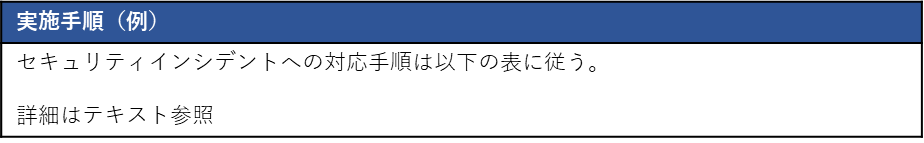 実施手順（例）
セキュリティインシデントへの対応手順は以下の表に従う。
詳細はテキスト参照